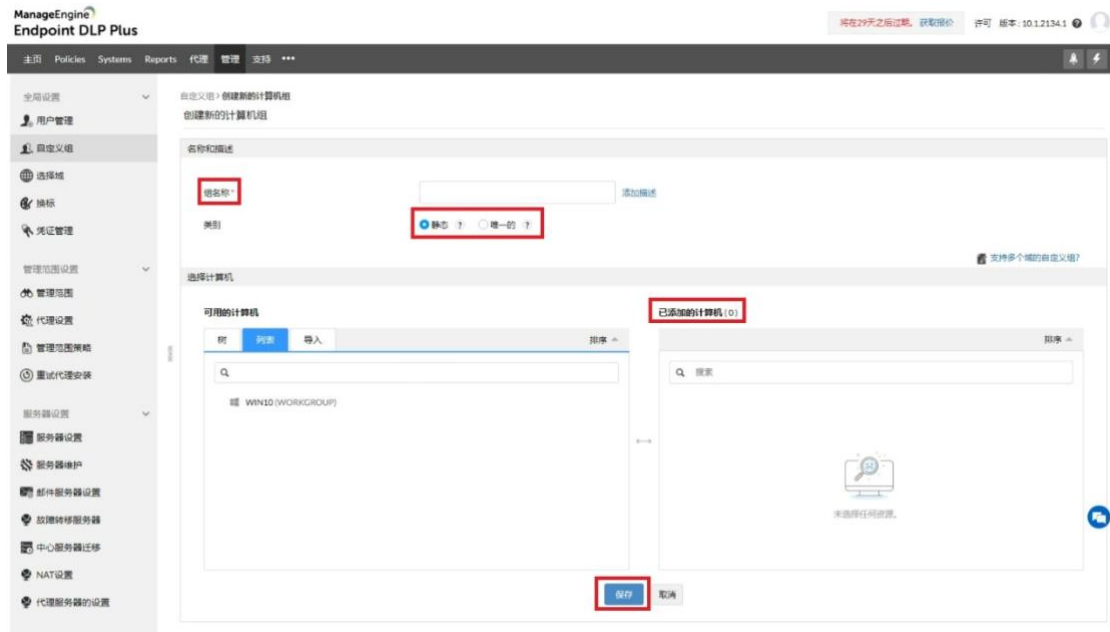 ManageEngine
Endpoint DLP Plus
将在29天之后过期。 获取报价 许可 版本:10.1.2134.1
主页 Policies Systems Reports 代理 管理 支持 •••
全局设置
用户管理
自定义组
选择域
换标
凭证管理
管理范围设置
管理范围
代理设置
管理范围策略
重试代理安装
服务器设置
服务器设置
服务器维护
邮件服务器设置
故障转移服务器
中心服务器迁移
NAT设置
代理服务器的设置
自定义组 > 创建新的计算机组
创建新的计算机组
名称和描述
组名称 * 添加描述
类别 静态 ? 唯一的 ?
支持多个域的自定义组?
选择计算机
可用的计算机 已添加的计算机 (0)
树 列表 导入 排序 排序
搜索
WIN10 (WORKGROUP)
未选择任何资源。
保存 取消